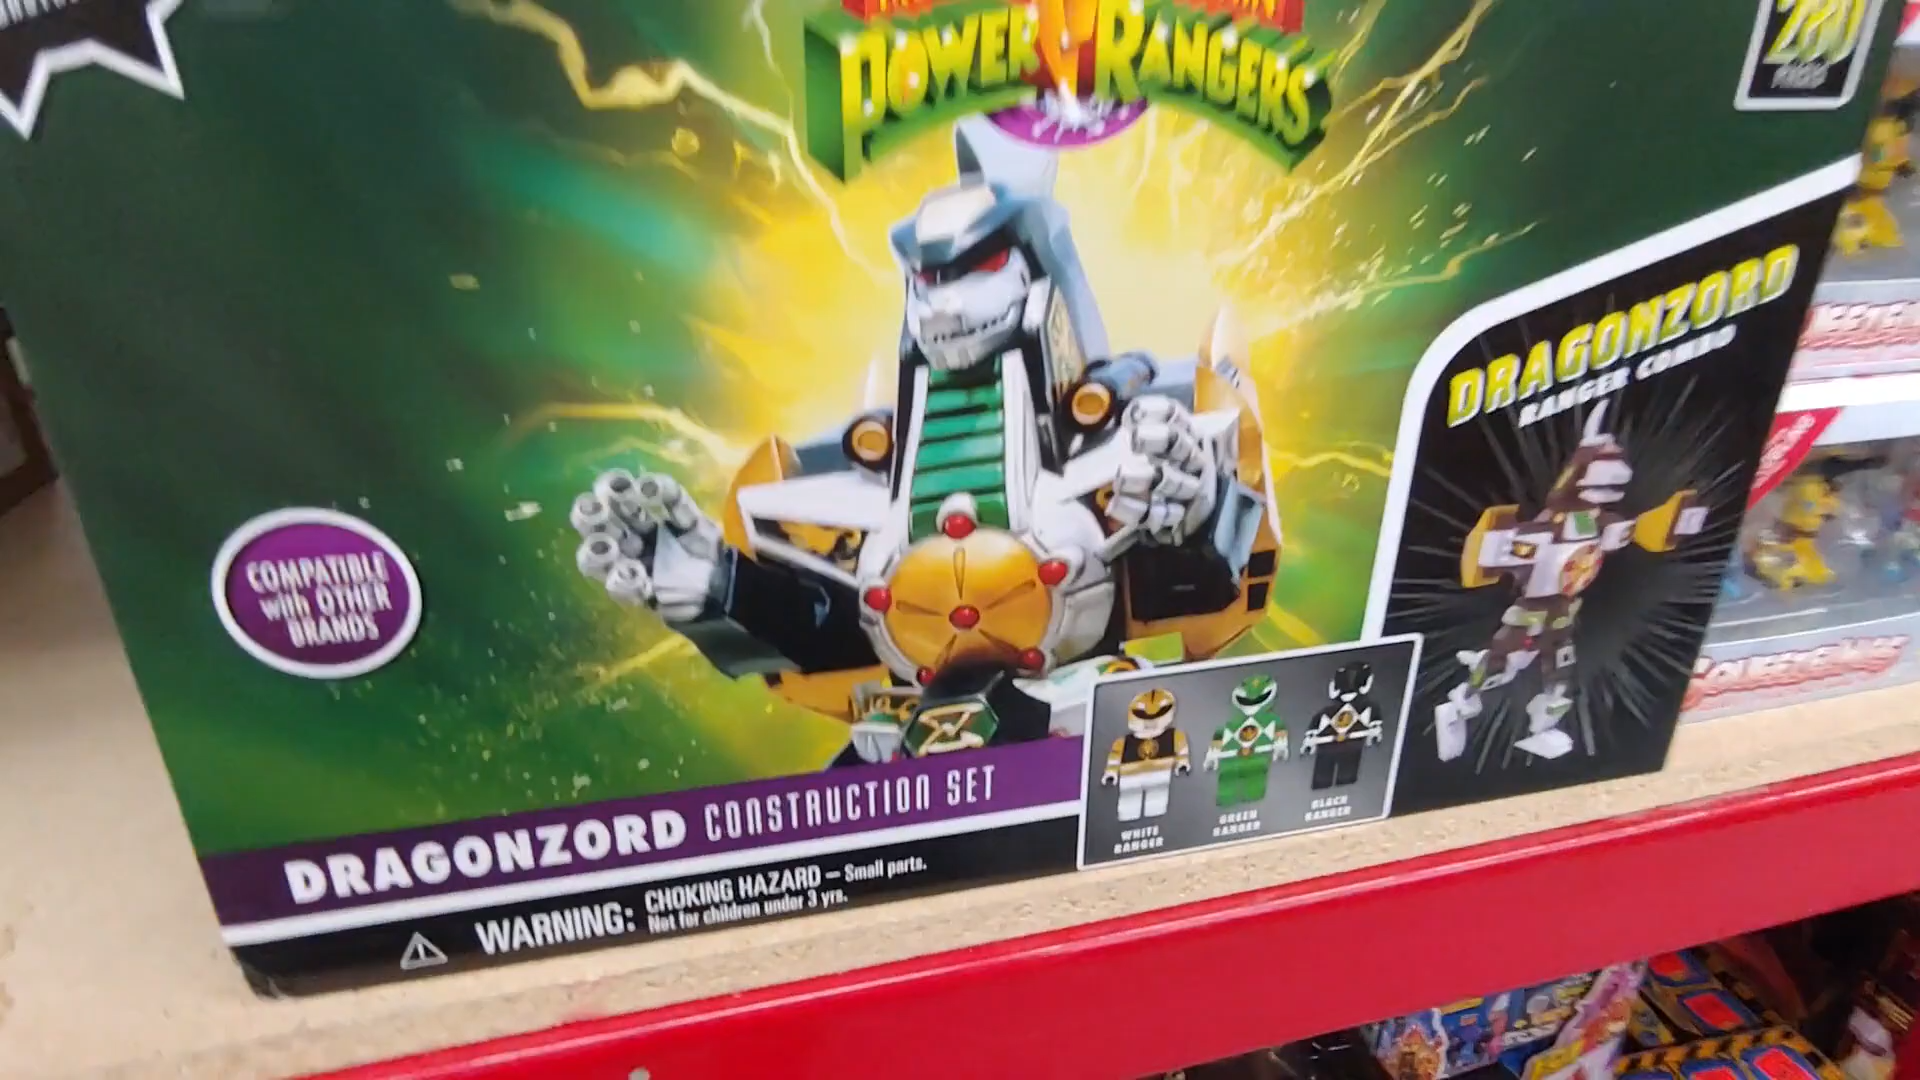 POWER RANGERS
280
DRAGONZORD
RANGER COMBO
COMPATIBLE
with OTHER
BRANDS
WHITE
RANGER
GREEN
RANGER
BLACK
RANGER
DRAGONZORD CONSTRUCTION SET
WARNING: CHOKING HAZARD – Small parts.
Not for children under 3 yrs.